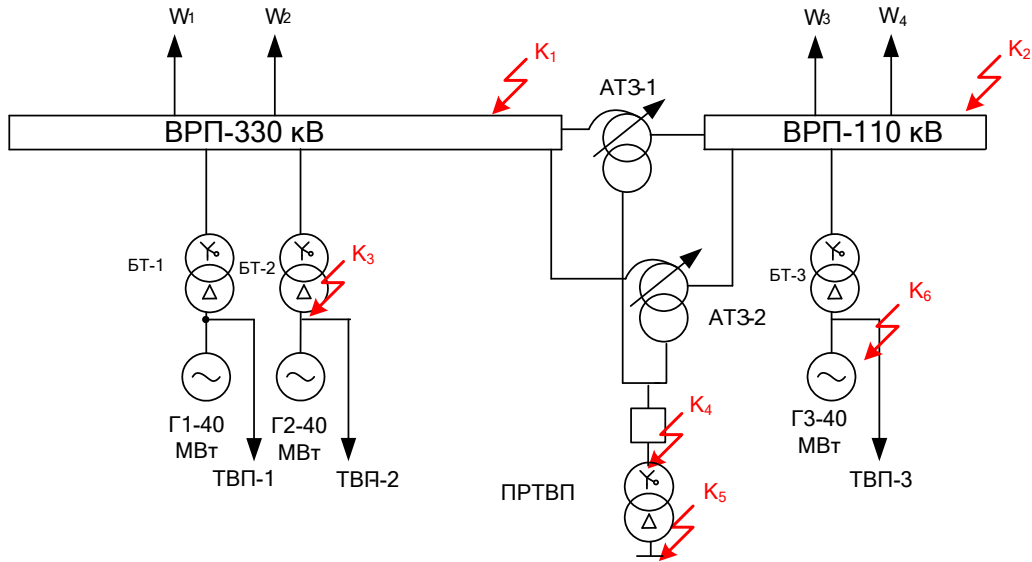 W1
W2
W3
W4
K1
K2
АТЗ-1
ВРП-330 кВ
ВРП-110 кВ
БТ-1
БТ-2
K3
БТ-3
АТЗ-2
K6
Г1-40
МВт
Г2-40
МВт
K4
Г3-40
МВт
ТВП-1
ТВП-2
ПРТВП
K5
ТВП-3